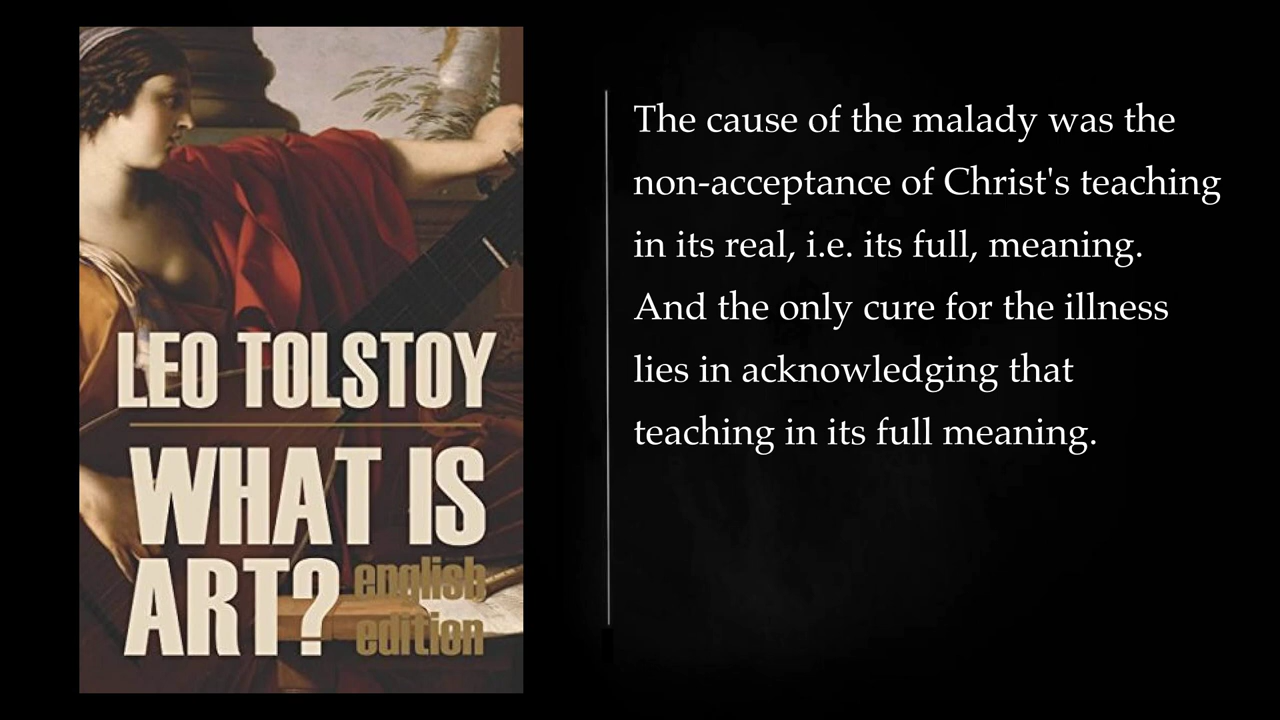 LEO TOLSTOY
WHAT IS
ART?
english
edition
The cause of the malady was the
non-acceptance of Christ's teaching
in its real, i.e. its full, meaning.
And the only cure for the illness
lies in acknowledging that
teaching in its full meaning.